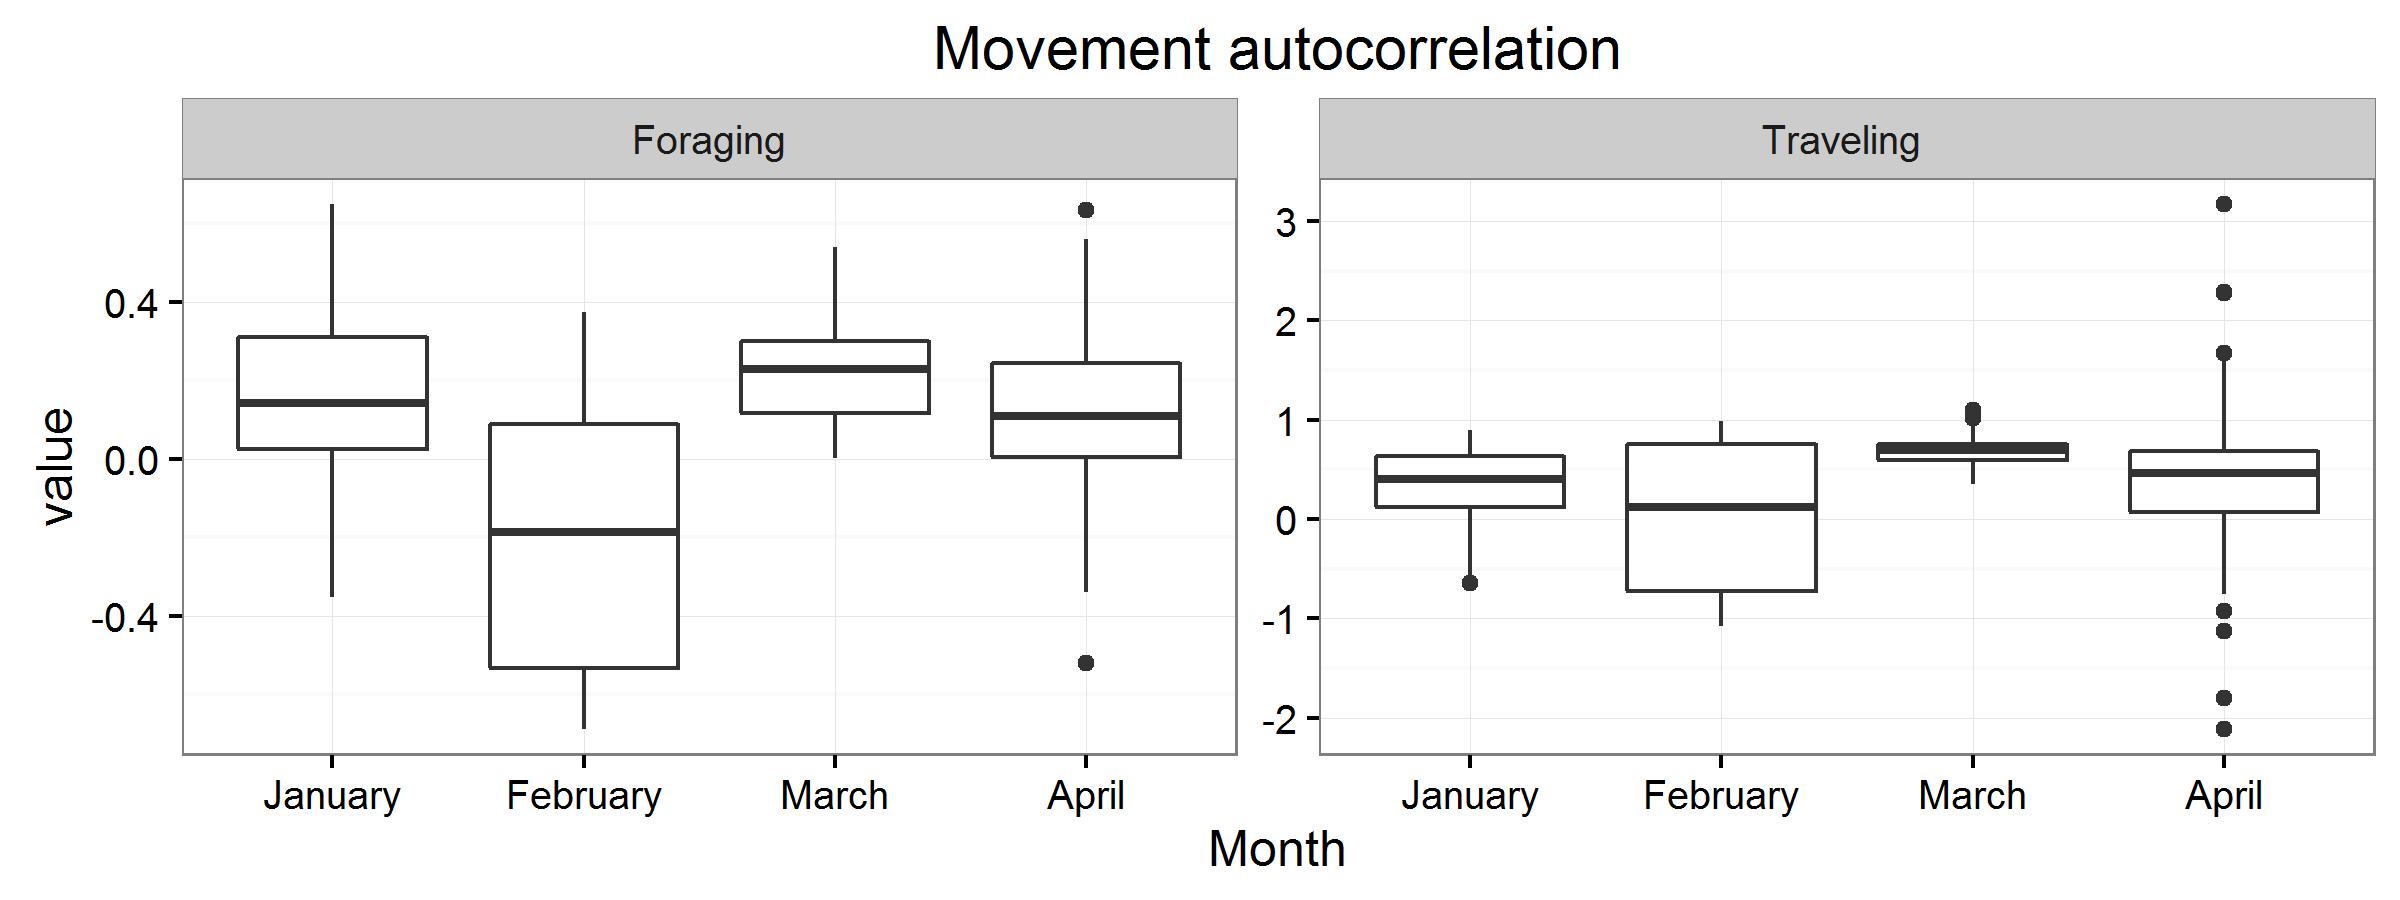 Movement autocorrelation
Foraging
Traveling
value
0.4
0.0
-0.4
3
2
1
0
-1
-2
January February March April
January February March April
Month